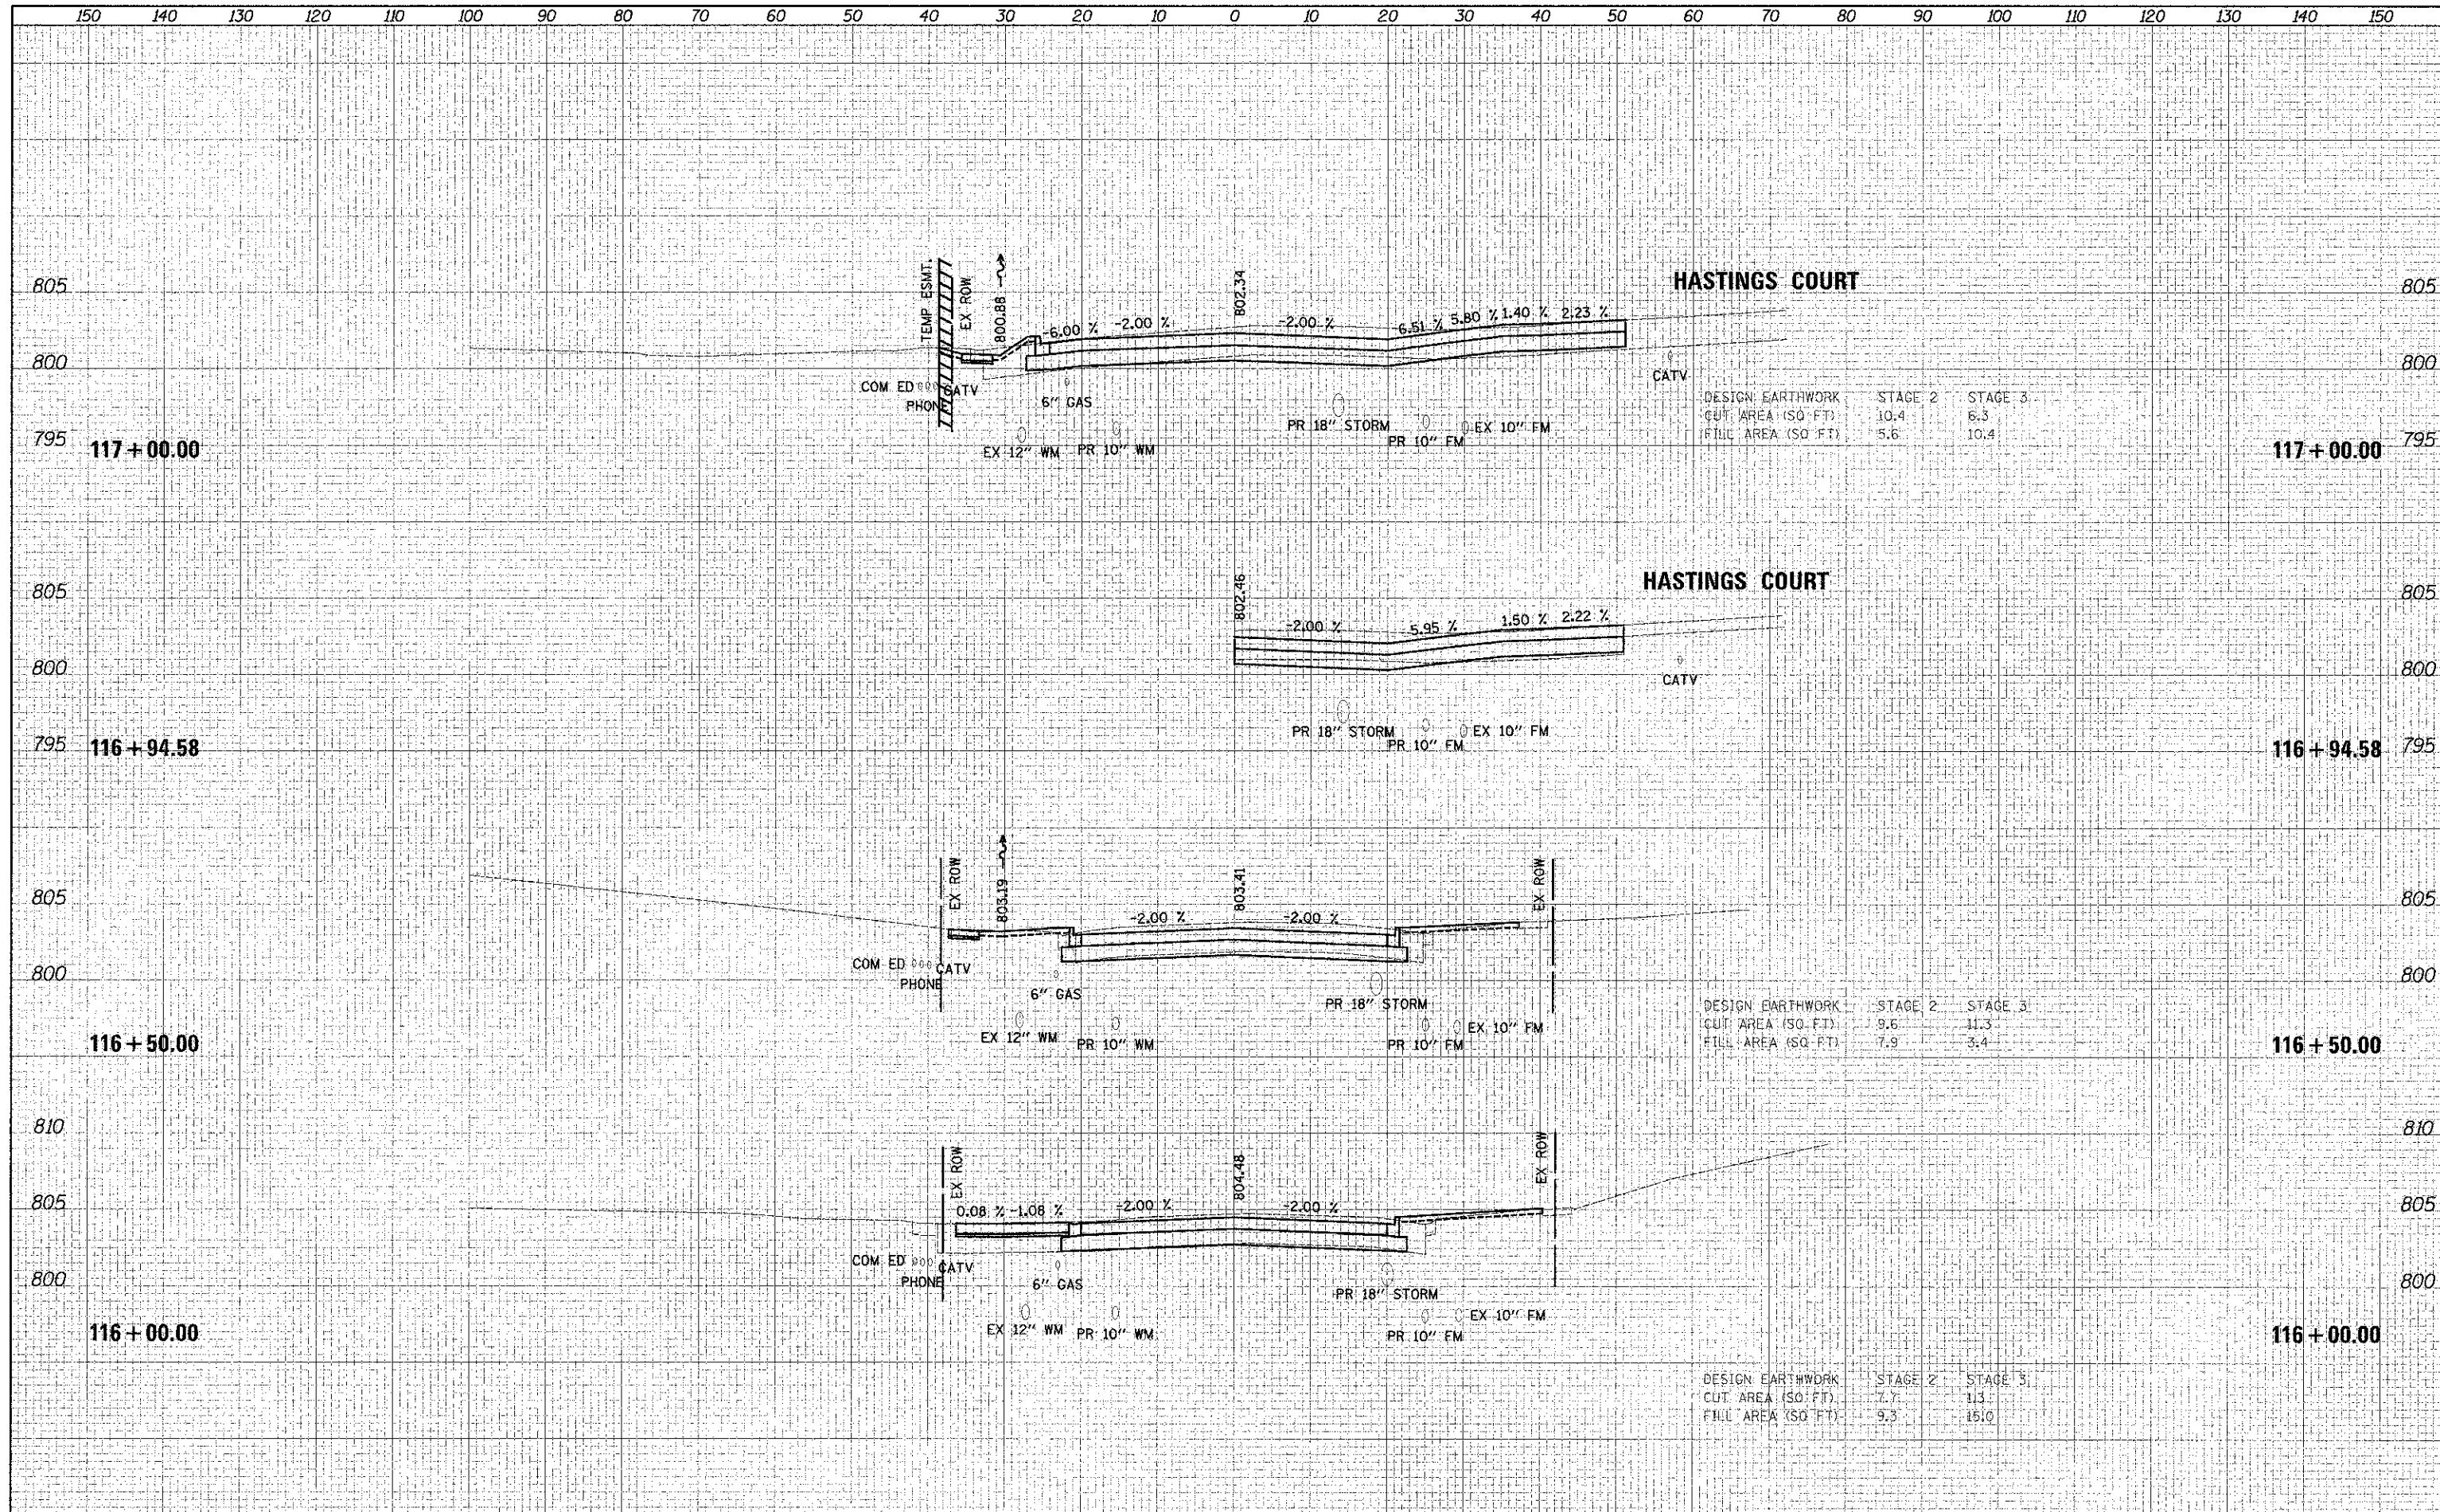 150 140 130 120 110 100 90 80 70 60 50 40 30 20 10 0 10 20 30 40 50 60 70 80 90 100 110 120 130 140 150
TEMP ESMT.
EX ROW
800.88
802.34
HASTINGS COURT
805 805
-6.00 % -2.00 % -2.00 % 6.51 % 5.80 % 1.40 % 2.23 %
800 800
COM ED CATV
PHONE
6" GAS
CATV
DESIGN EARTHWORK STAGE 2 STAGE 3
CUT AREA (SQ FT) 10.4 6.3
FILL AREA (SQ FT) 5.6 10.4
PR 18" STORM
PR 10" FM
EX 10" FM
795 795
117+00.00 117+00.00
EX 12" WM PR 10" WM
802.46
HASTINGS COURT
805 805
-2.00 % 5.95 % 1.50 % 2.22 %
800 800
CATV
PR 18" STORM
PR 10" FM
EX 10" FM
795 795
116+94.58 116+94.58
EX ROW
803.19
803.41
EX ROW
805 805
-2.00 % -2.00 %
COM ED CATV
PHONE
800 800
6" GAS
PR 18" STORM
DESIGN EARTHWORK STAGE 2 STAGE 3
CUT AREA (SQ FT) 9.6 11.3
FILL AREA (SQ FT) 7.9 3.4
EX 12" WM PR 10" WM
PR 10" FM
EX 10" FM
116+50.00 116+50.00
810 810
EX ROW
804.48
EX ROW
805 805
0.08 % -1.08 % -2.00 % -2.00 %
COM ED CATV
PHONE
800 800
6" GAS
PR 18" STORM
EX 12" WM PR 10" WM
PR 10" FM
EX 10" FM
116+00.00 116+00.00
DESIGN EARTHWORK STAGE 2 STAGE 3
CUT AREA (SQ FT) 7.7 1.3
FILL AREA (SQ FT) 9.3 15.0